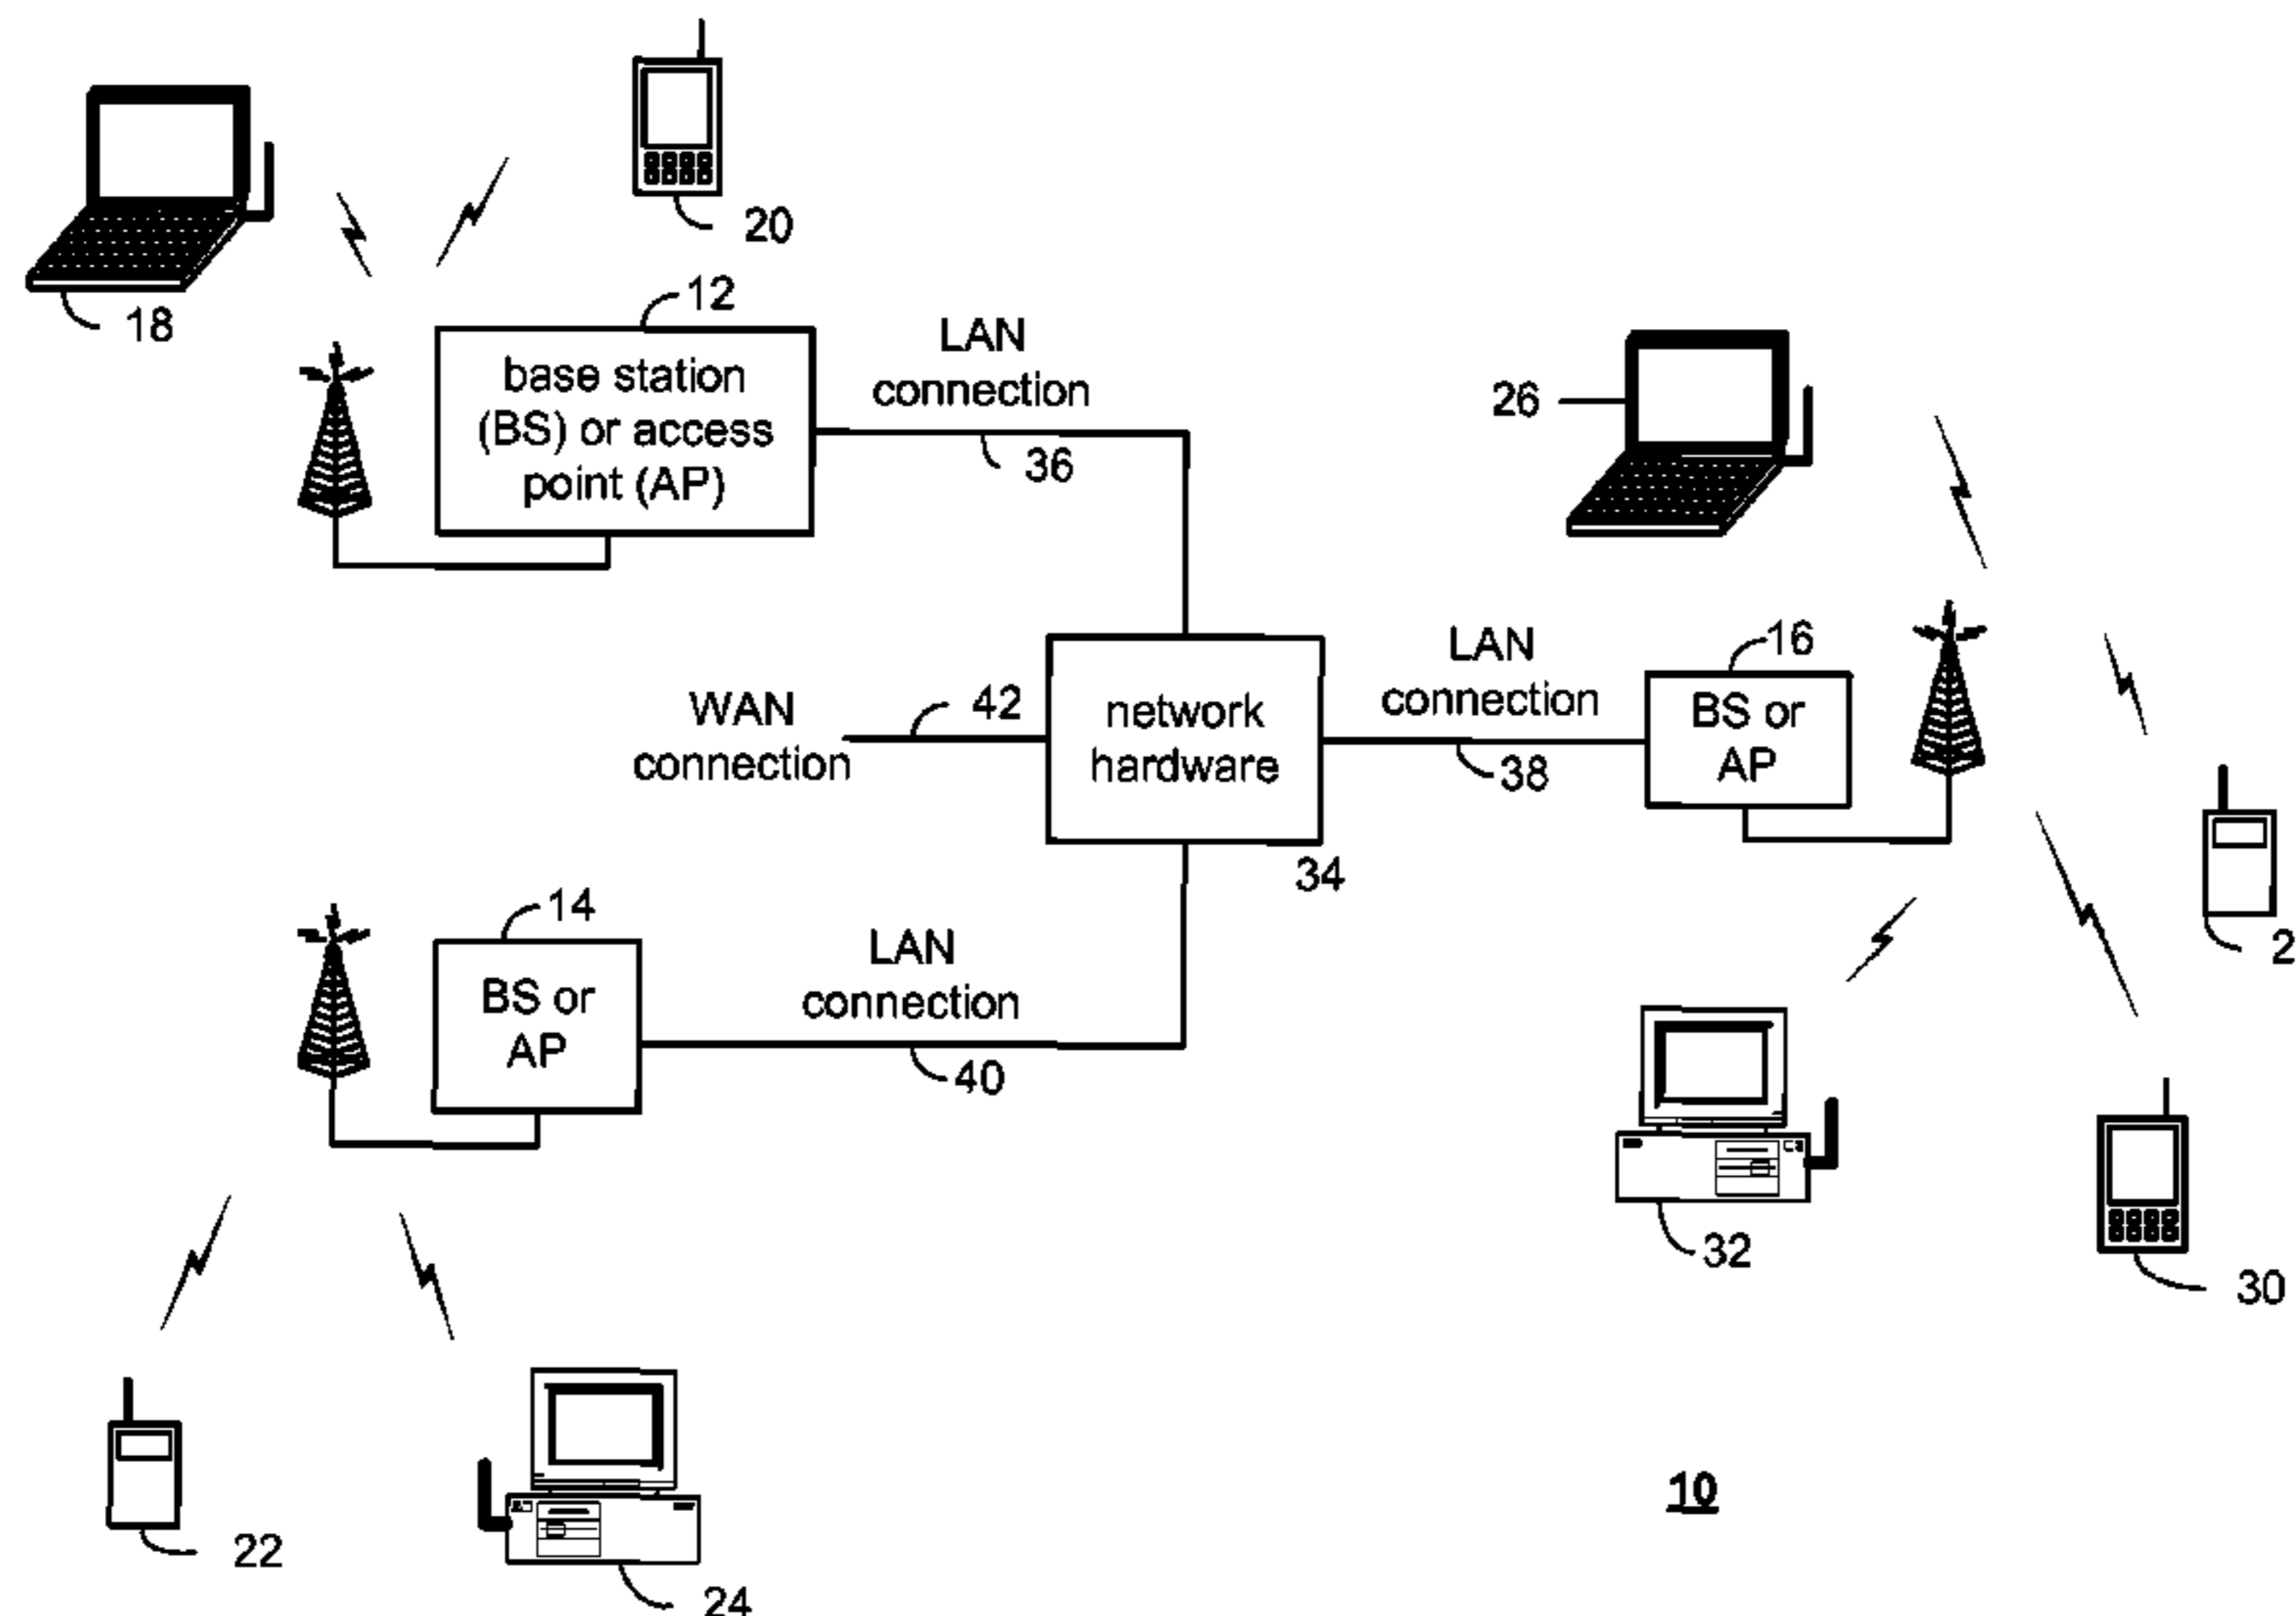 20
18
12
base station
(BS) or access
point (AP)
LAN
connection
36
26
WAN
connection
42
network
hardware
34
LAN
connection
38
16
BS or
AP
2
14
BS or
AP
LAN
connection
40
32
30
22
24
10